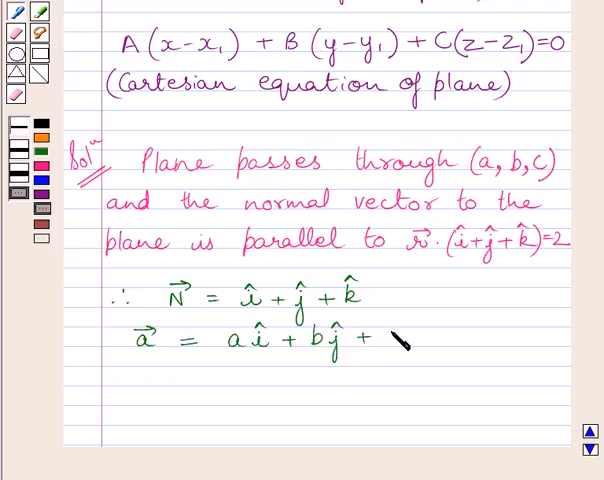 A(x-x₁) + B(y-y₁) + C(z-z₁)=0
(Cartesian equation of plane)
Solⁿ Plane passes through (a, b, c)
and the normal vector to the
plane is parallel to r⃗ · (î+ĵ+k̂)=2
∴ N⃗ = î + ĵ + k̂
a⃗ = aî + bĵ +